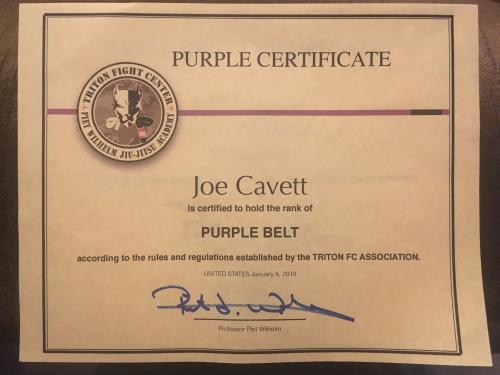 PURPLE CERTIFICATE
TRITON FIGHT CENTER
PIET WILHELM JIU-JITSU ACADEMY
Joe Cavett
is certified to hold the rank of
PURPLE BELT
according to the rules and regulations established by the TRITON FC ASSOCIATION.
UNITED STATES January 6, 2019
Professor Piet Wilhelm